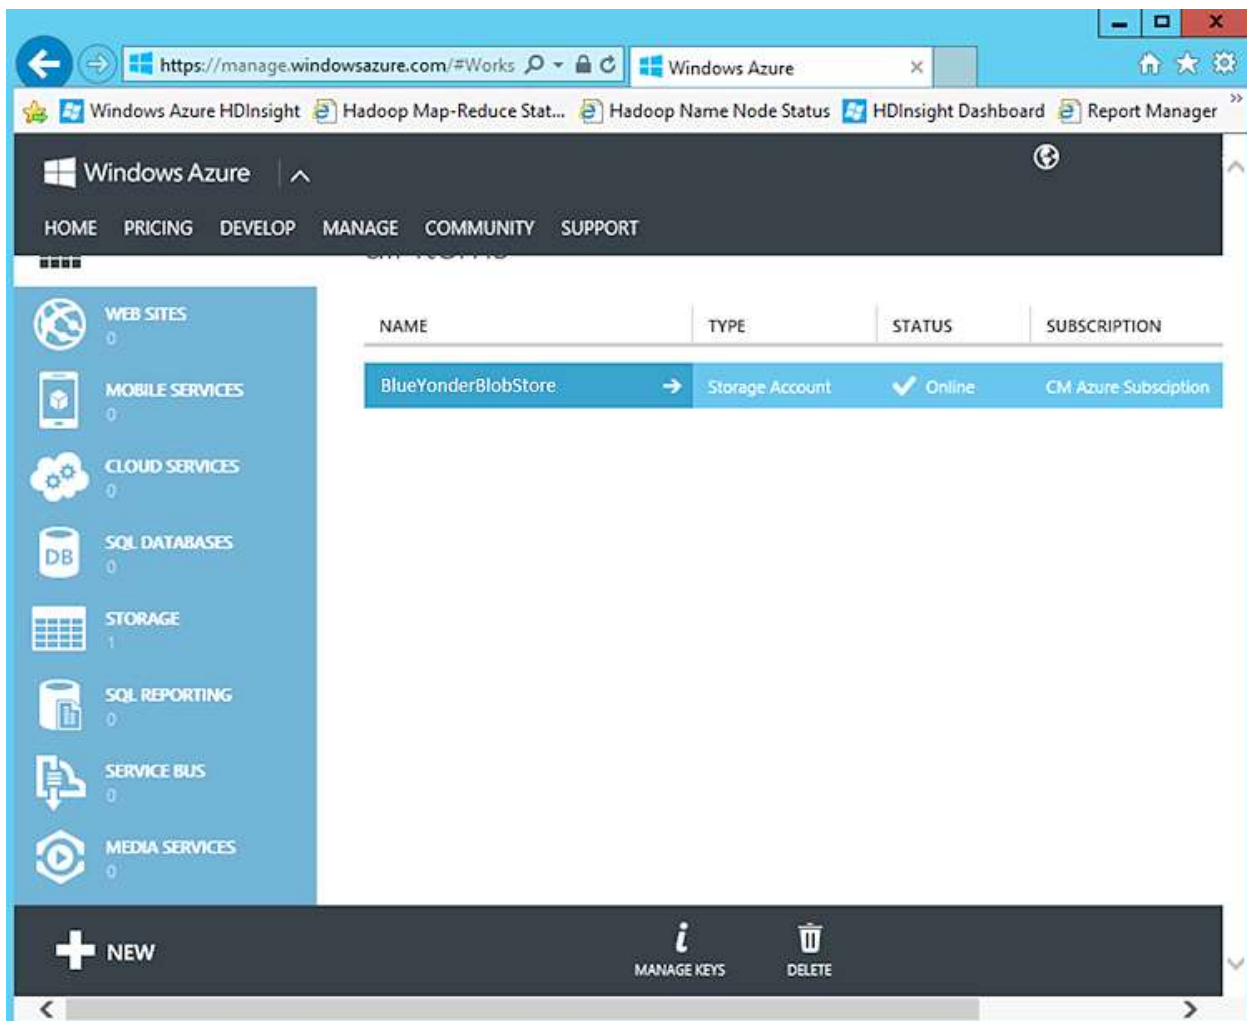 https://manage.windowsazure.com/#Works
Windows Azure
Windows Azure HDInsight
Hadoop Map-Reduce Stat...
Hadoop Name Node Status
HDInsight Dashboard
Report Manager
Windows Azure
HOME PRICING DEVELOP MANAGE COMMUNITY SUPPORT
WEB SITES
0
MOBILE SERVICES
0
CLOUD SERVICES
0
DB
SQL DATABASES
0
STORAGE
1
SQL REPORTING
0
SERVICE BUS
0
MEDIA SERVICES
0
all items
NAME TYPE STATUS SUBSCRIPTION
BlueYonderBlobStore Storage Account Online CM Azure Subsciption
NEW
MANAGE KEYS
DELETE